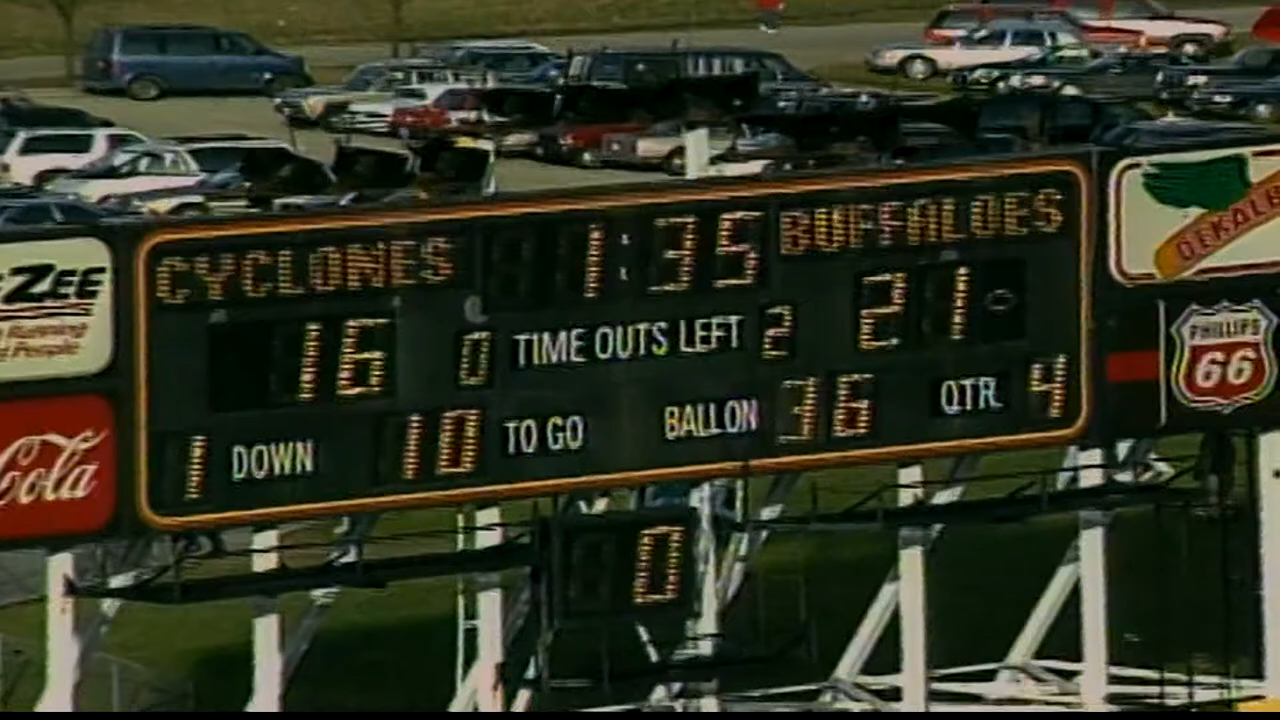 CYCLONES 1:35 BUFFALOES
16 0 TIME OUTS LEFT 2 21
1 DOWN 10 TO GO BALL ON 36 QTR. 4
0
ZEE
Cola
DEKALB
PHILLIPS
66